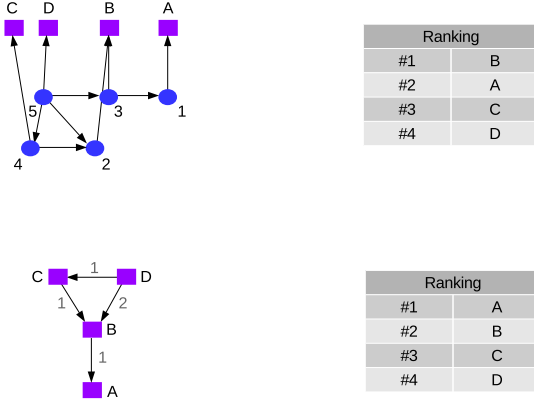 C D B A
5 3 1
4 2
Ranking
#1 B
#2 A
#3 C
#4 D
C 1 D
1 2
B
1
A
Ranking
#1 A
#2 B
#3 C
#4 D